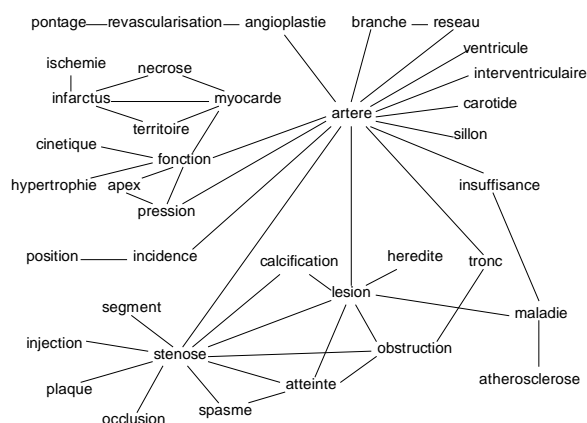 pontage revascularisation angioplastie branche reseau
ventricule
ischemie
necrose
interventriculaire
infarctus
myocarde
carotide
artere
territoire
sillon
cinetique
fonction
hypertrophie apex
insuffisance
pression
position
incidence
calcification
heredite
tronc
lesion
segment
maladie
injection
stenose
obstruction
plaque
atteinte
atherosclerose
occlusion
spasme